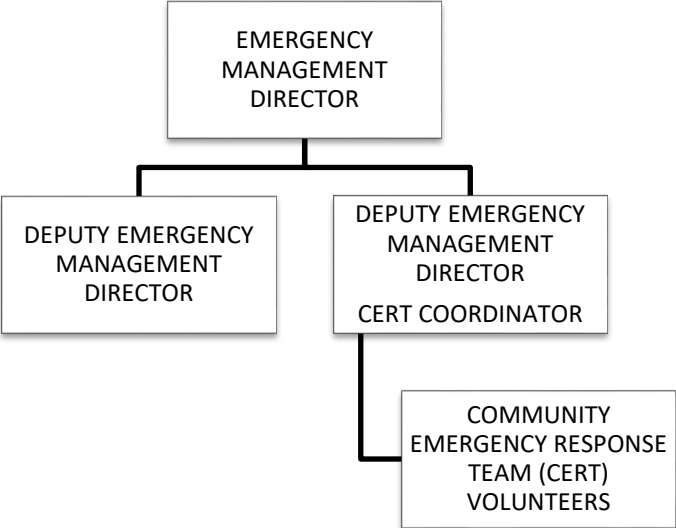 EMERGENCY
MANAGEMENT
DIRECTOR
DEPUTY EMERGENCY
MANAGEMENT
DIRECTOR
DEPUTY EMERGENCY
MANAGEMENT
DIRECTOR
CERT COORDINATOR
COMMUNITY
EMERGENCY RESPONSE
TEAM (CERT)
VOLUNTEERS